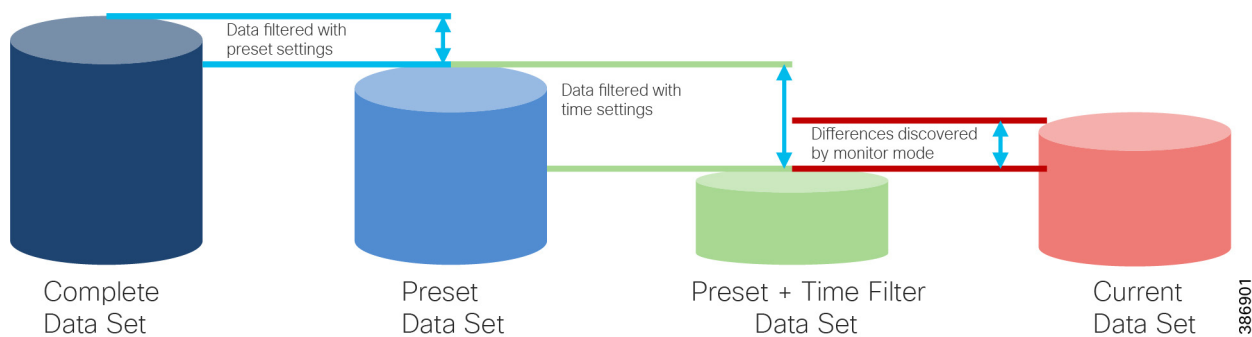 Data filtered with
preset settings
Data filtered with
time settings
Differences discovered
by monitor mode
Complete
Data Set
Preset
Data Set
Preset + Time Filter
Data Set
Current
Data Set
386901